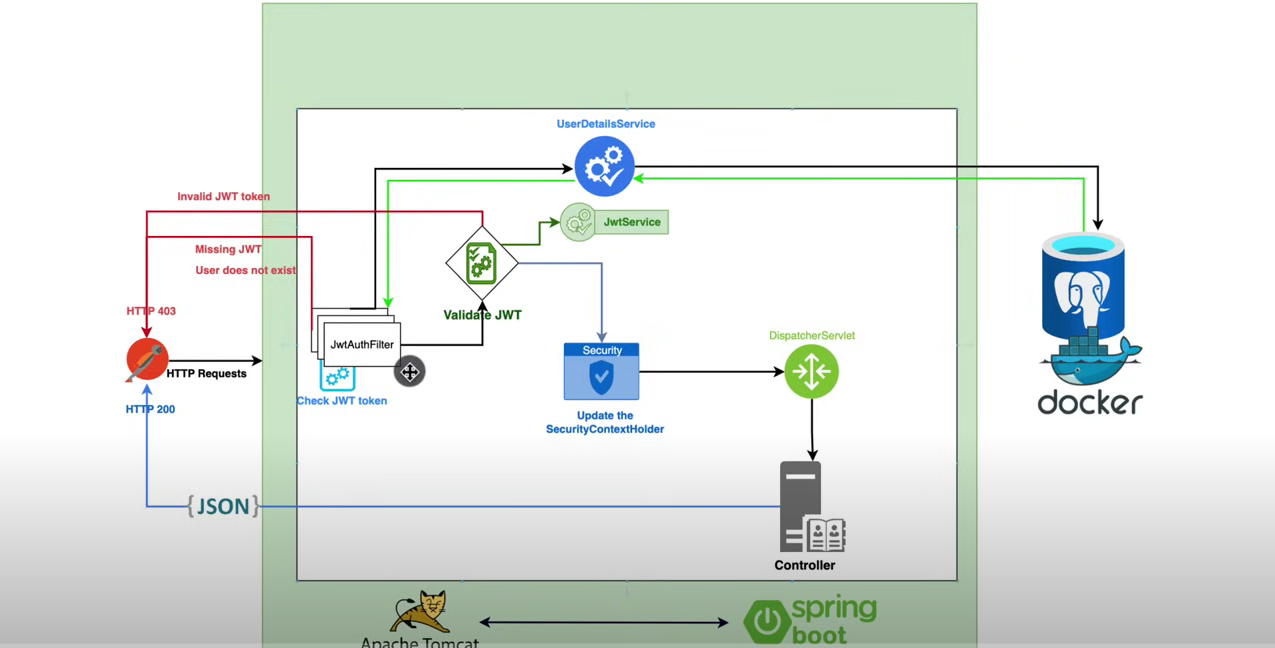 UserDetailsService
Invalid JWT token
JwtService
Missing JWT
User does not exist
HTTP 403
Validate JWT
JwtAuthFilter
HTTP Requests
Check JWT token
HTTP 200
Security
Update the
SecurityContextHolder
DispatcherServlet
docker
{JSON}
Controller
Apache Tomcat
spring
boot